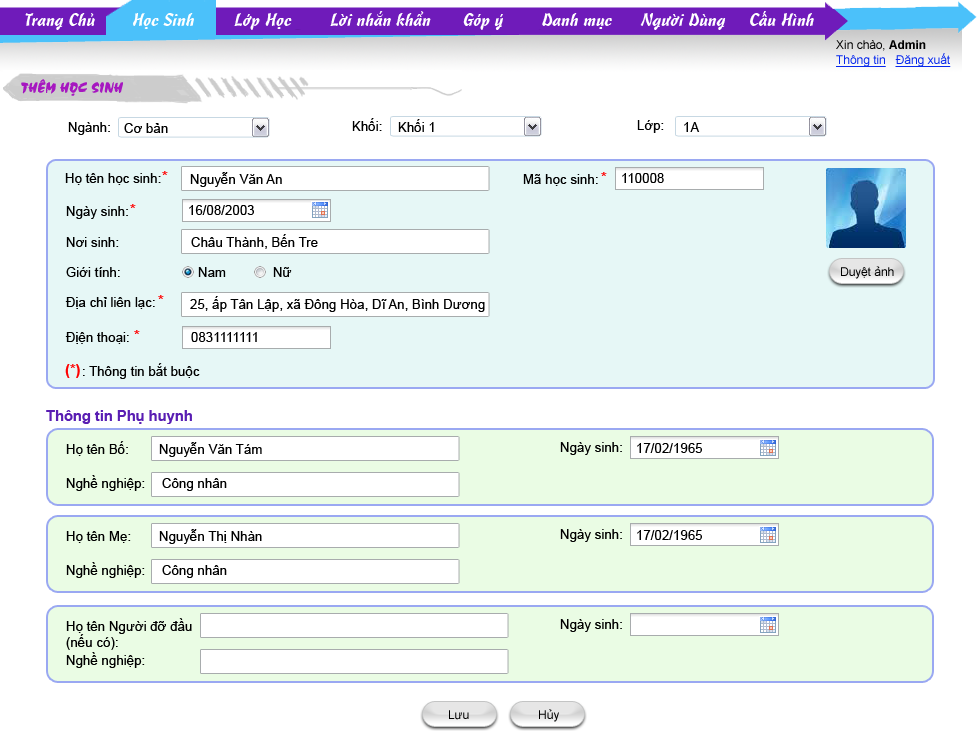 Trang Chủ Học Sinh Lớp Học Lời nhắn khẩn Góp ý Danh mục Người Dùng Cấu Hình
Xin chào, Admin
Thông tin Đăng xuất
THÊM HỌC SINH
Ngành: Cơ bản Khối: Khối 1 Lớp: 1A
Họ tên học sinh:* Nguyễn Văn An Mã học sinh: * 110008
Ngày sinh:* 16/08/2003
Nơi sinh: Châu Thành, Bến Tre
Giới tính: Nam Nữ
Duyệt ảnh
Địa chỉ liên lạc:* 25, ấp Tân Lập, xã Đông Hòa, Dĩ An, Bình Dương
Điện thoại: * 0831111111
(*): Thông tin bắt buộc
Thông tin Phụ huynh
Họ tên Bố: Nguyễn Văn Tám Ngày sinh: 17/02/1965
Nghề nghiệp: Công nhân
Họ tên Mẹ: Nguyễn Thị Nhàn Ngày sinh: 17/02/1965
Nghề nghiệp: Công nhân
Họ tên Người đỡ đầu Ngày sinh:
(nếu có):
Nghề nghiệp:
Lưu Hủy